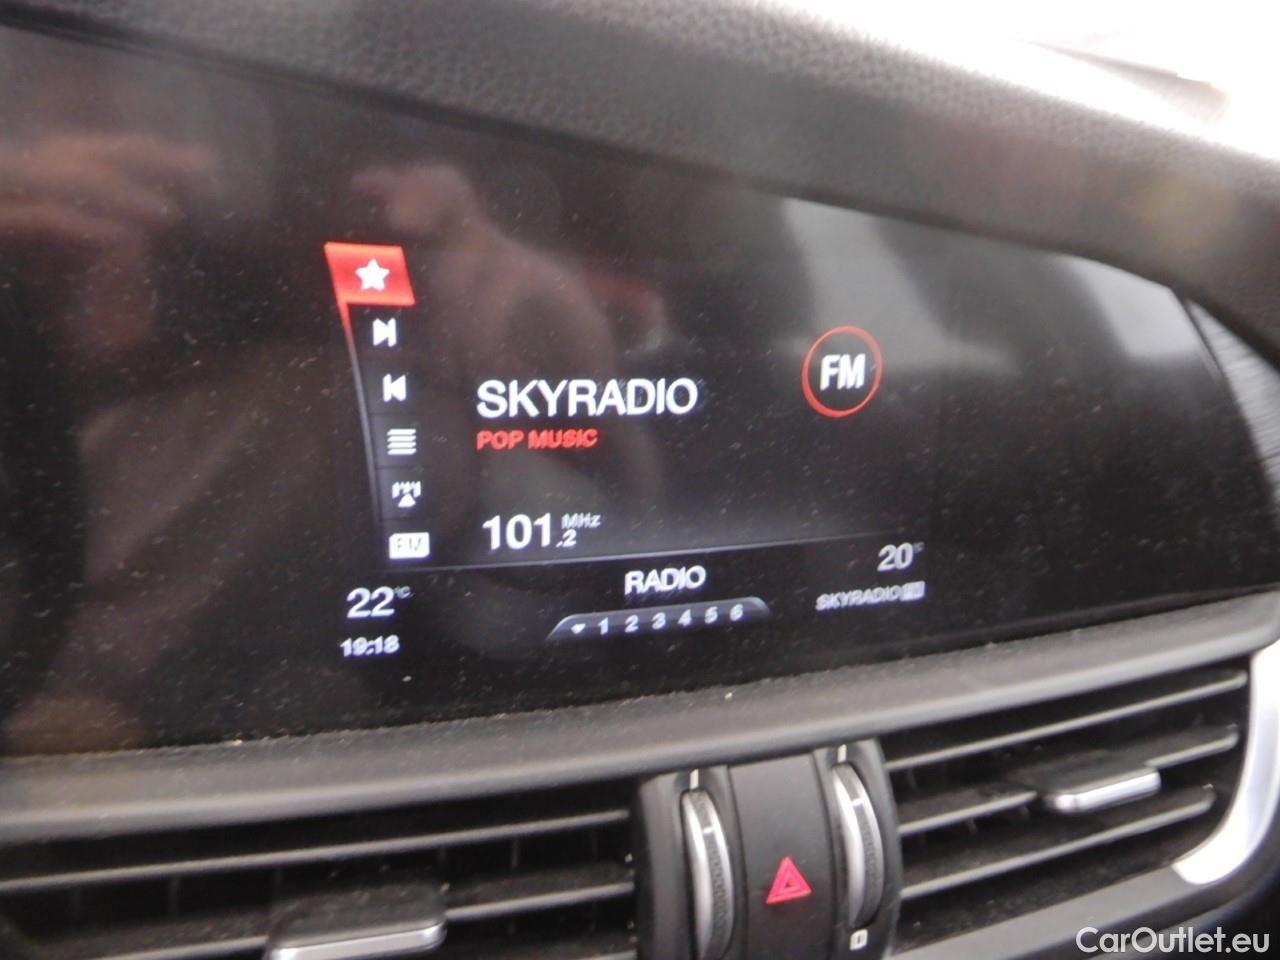 SKYRADIO
FM
POP MUSIC
101.2 MHz
FM
22°C
19:18
RADIO
1 2 3 4 5 6
20°C
SKYRADIO FM
CarOutlet.eu